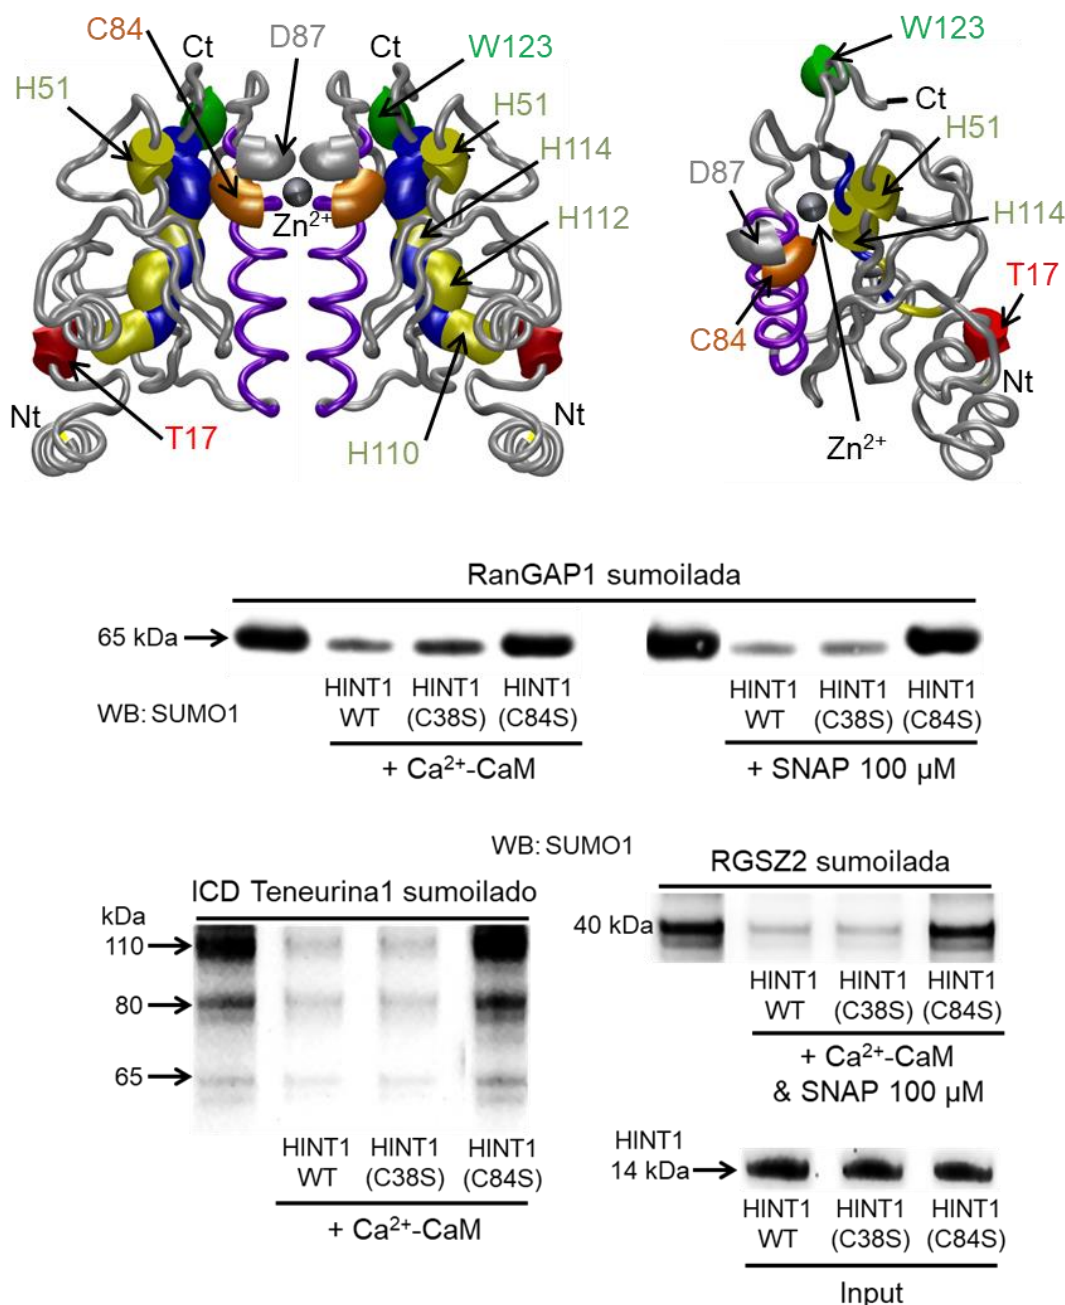 C84
D87
Ct
Ct
W123
H51
H51
H114
H112
Zn²⁺
Nt
T17
H110
Nt
W123
Ct
H51
D87
H114
T17
C84
Nt
Zn²⁺
RanGAP1 sumoilada
65 kDa
WB: SUMO1
HINT1 HINT1 HINT1
WT (C38S) (C84S)
+ Ca²⁺-CaM
HINT1 HINT1 HINT1
WT (C38S) (C84S)
+ SNAP 100 µM
WB: SUMO1
ICD Teneurina1 sumoilado
kDa
110
80
65
HINT1 HINT1 HINT1
WT (C38S) (C84S)
+ Ca²⁺-CaM
RGSZ2 sumoilada
40 kDa
HINT1 HINT1 HINT1
WT (C38S) (C84S)
+ Ca²⁺-CaM
& SNAP 100 µM
HINT1
14 kDa
HINT1 HINT1 HINT1
WT (C38S) (C84S)
Input